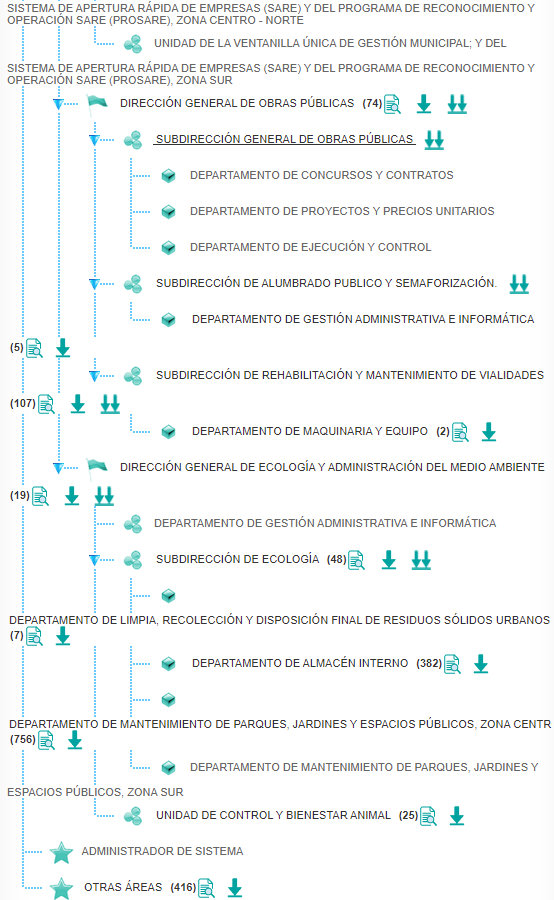 SISTEMA DE APERTURA RÁPIDA DE EMPRESAS (SARE) Y DEL PROGRAMA DE RECONOCIMIENTO Y
OPERACIÓN SARE (PROSARE), ZONA CENTRO - NORTE
UNIDAD DE LA VENTANILLA ÚNICA DE GESTIÓN MUNICIPAL; Y DEL
SISTEMA DE APERTURA RÁPIDA DE EMPRESAS (SARE) Y DEL PROGRAMA DE RECONOCIMIENTO Y
OPERACIÓN SARE (PROSARE), ZONA SUR
DIRECCIÓN GENERAL DE OBRAS PÚBLICAS (74)
SUBDIRECCIÓN GENERAL DE OBRAS PÚBLICAS
DEPARTAMENTO DE CONCURSOS Y CONTRATOS
DEPARTAMENTO DE PROYECTOS Y PRECIOS UNITARIOS
DEPARTAMENTO DE EJECUCIÓN Y CONTROL
SUBDIRECCIÓN DE ALUMBRADO PUBLICO Y SEMAFORIZACIÓN.
DEPARTAMENTO DE GESTIÓN ADMINISTRATIVA E INFORMÁTICA
(5)
SUBDIRECCIÓN DE REHABILITACIÓN Y MANTENIMIENTO DE VIALIDADES
(107)
DEPARTAMENTO DE MAQUINARIA Y EQUIPO (2)
DIRECCIÓN GENERAL DE ECOLOGÍA Y ADMINISTRACIÓN DEL MEDIO AMBIENTE
(19)
DEPARTAMENTO DE GESTIÓN ADMINISTRATIVA E INFORMÁTICA
SUBDIRECCIÓN DE ECOLOGÍA (48)
DEPARTAMENTO DE LIMPIA, RECOLECCIÓN Y DISPOSICIÓN FINAL DE RESIDUOS SÓLIDOS URBANOS
(7)
DEPARTAMENTO DE ALMACÉN INTERNO (382)
DEPARTAMENTO DE MANTENIMIENTO DE PARQUES, JARDINES Y ESPACIOS PÚBLICOS, ZONA CENTR
(756)
DEPARTAMENTO DE MANTENIMIENTO DE PARQUES, JARDINES Y
ESPACIOS PÚBLICOS, ZONA SUR
UNIDAD DE CONTROL Y BIENESTAR ANIMAL (25)
ADMINISTRADOR DE SISTEMA
OTRAS ÁREAS (416)